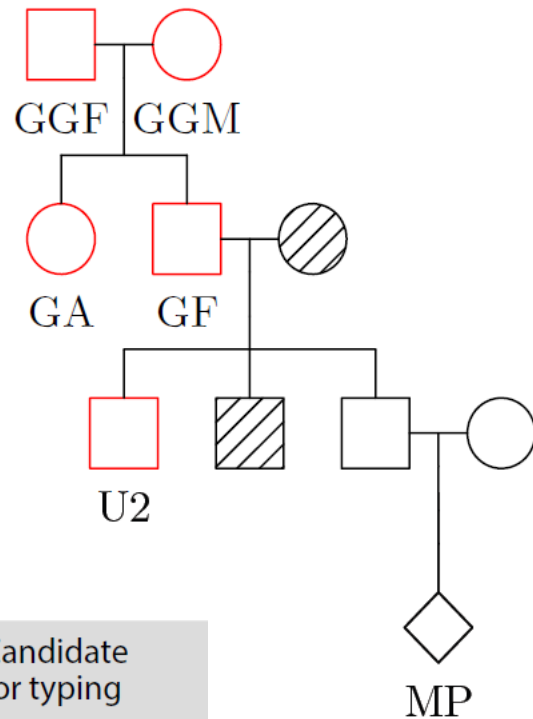 GGF GGM
GA GF
U2
andidate
or typing
MP